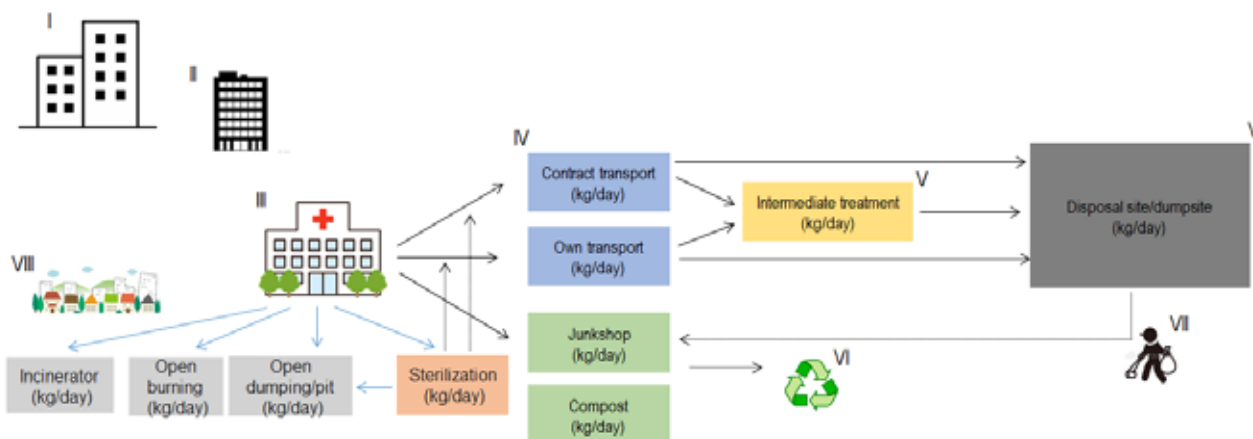 I
II
III
IV
V
VI
VII
VIII
Contract transport
(kg/day)
Own transport
(kg/day)
Intermediate treatment
(kg/day)
V
Disposal site/dumpsite
(kg/day)
Junkshop
(kg/day)
Compost
(kg/day)
Incinerator
(kg/day)
Open
burning
(kg/day)
Open
dumping/pit
(kg/day)
Sterilization
(kg/day)